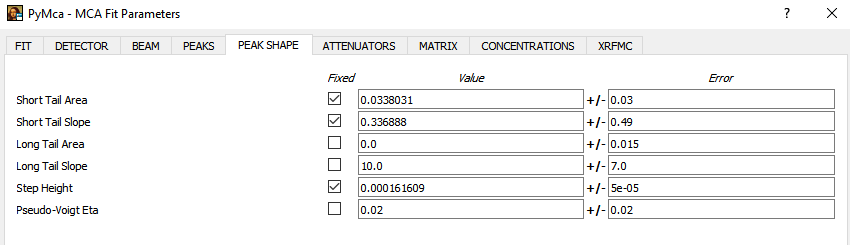 PyMca - MCA Fit Parameters ? ×
FIT DETECTOR BEAM PEAKS PEAK SHAPE ATTENUATORS MATRIX CONCENTRATIONS XRFMC
Fixed Value Error
Short Tail Area 0.0338031 +/- 0.03
Short Tail Slope 0.336888 +/- 0.49
Long Tail Area 0.0 +/- 0.015
Long Tail Slope 10.0 +/- 7.0
Step Height 0.000161609 +/- 5e-05
Pseudo-Voigt Eta 0.02 +/- 0.02